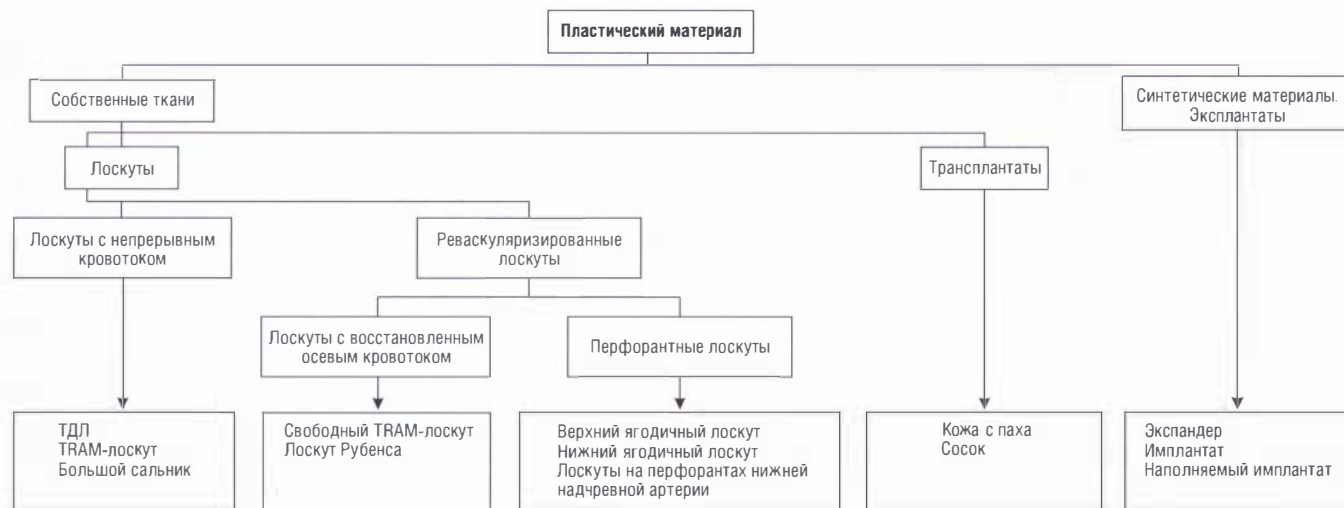 Пластический материал
Собственные ткани
Синтетические материалы.
Эксплантаты
Лоскуты
Трансплантаты
Лоскуты с непрерывным
кровотоком
Реваскуляризированные
лоскуты
Лоскуты с восстановленным
осевым кровотоком
Перфорантные лоскуты
ТДЛ
TRAM-лоскут
Большой сальник
Свободный TRAM-лоскут
Лоскут Рубенса
Верхний ягодичный лоскут
Нижний ягодичный лоскут
Лоскуты на перфорантах нижней
надчревной артерии
Кожа с паха
Сосок
Экспандер
Имплантат
Наполняемый имплантат